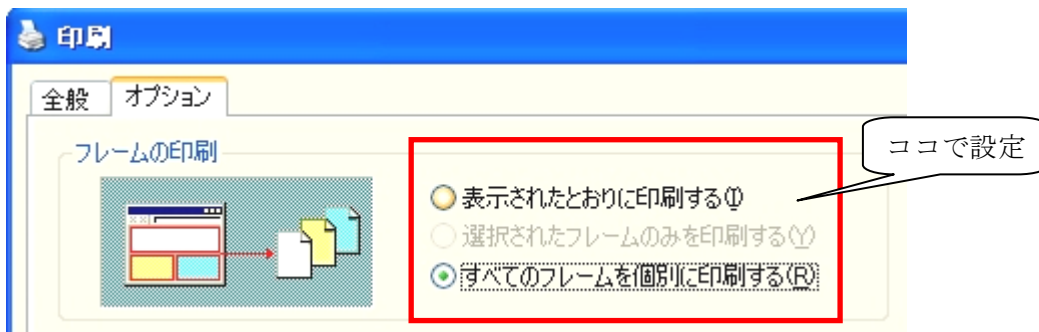 印刷
全般 オプション
フレームの印刷
ココで設定
表示されたとおりに印刷する(I)
選択されたフレームのみを印刷する(Y)
すべてのフレームを個別に印刷する(R)